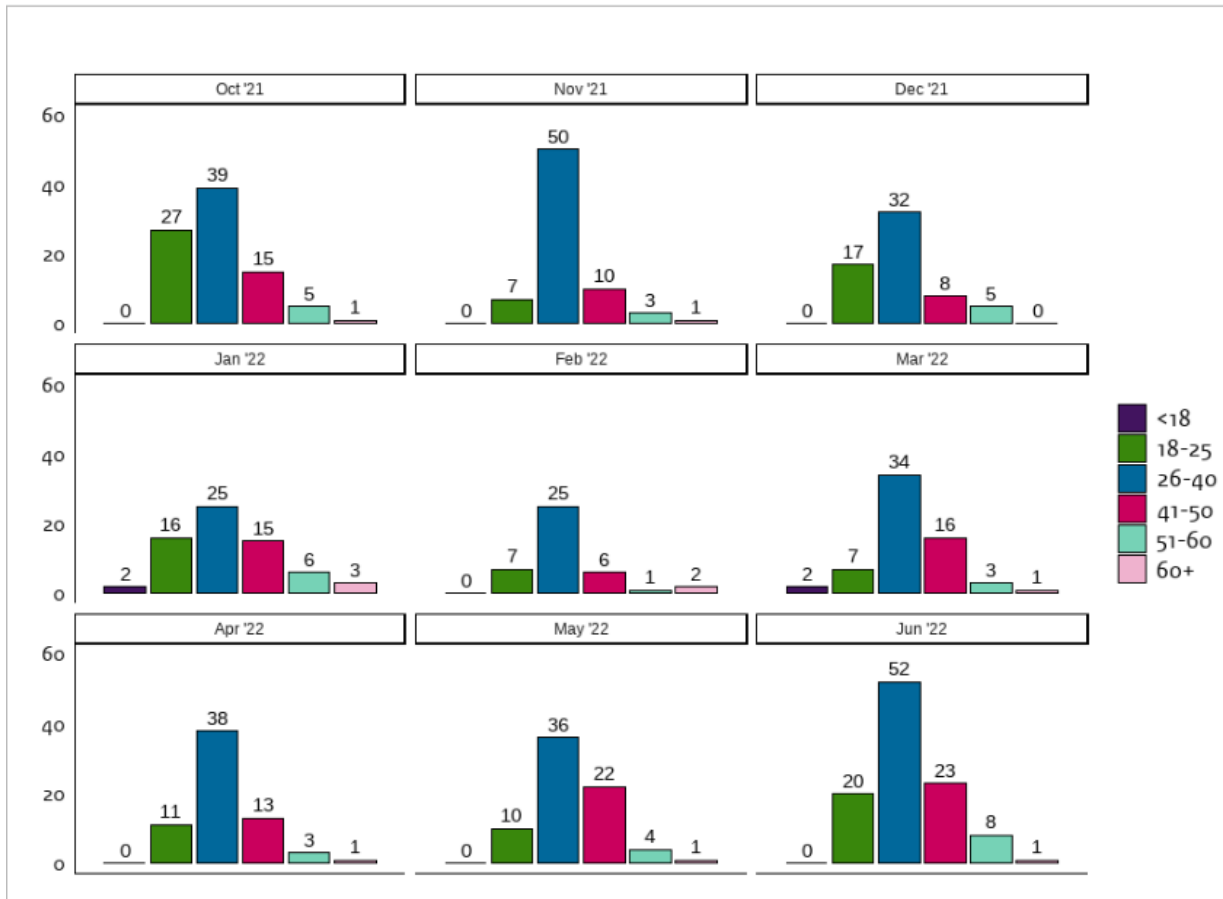 Oct '21 Nov '21 Dec '21
60
40
20
0
0 27 39 15 5 1
0 7 50 10 3 1
0 17 32 8 5 0
Jan '22 Feb '22 Mar '22
60
40
20
0
2 16 25 15 6 3
0 7 25 6 1 2
2 7 34 16 3 1
Apr '22 May '22 Jun '22
60
40
20
0
0 11 38 13 3 1
0 10 36 22 4 1
0 20 52 23 8 1
<18
18-25
26-40
41-50
51-60
60+